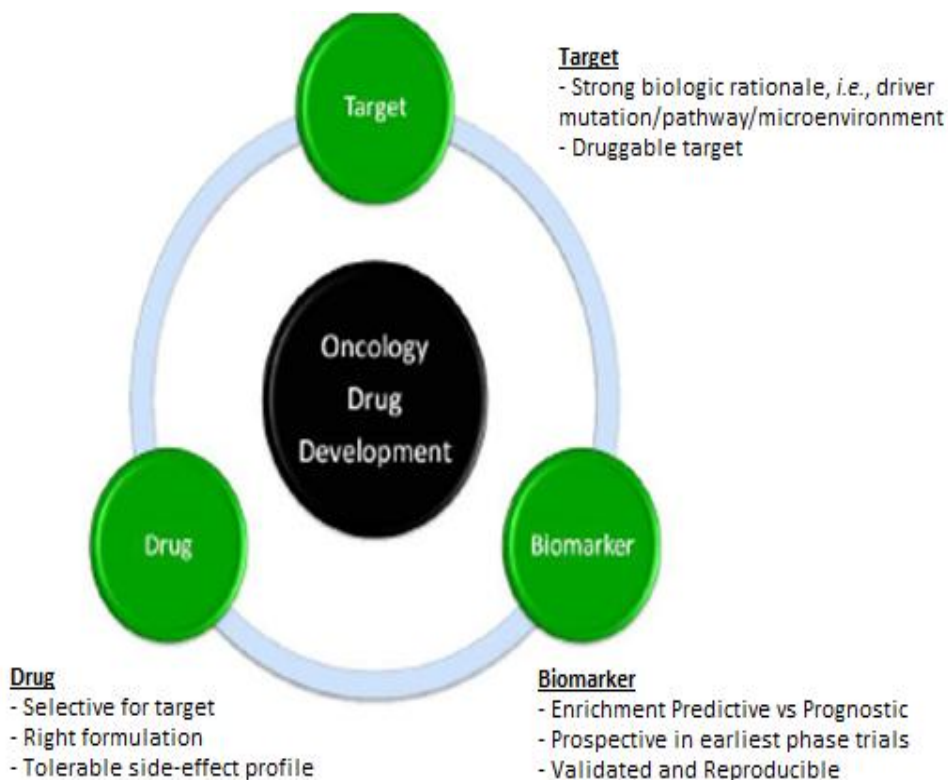 Target
Target
- Strong biologic rationale, i.e., driver
mutation/pathway/microenvironment
- Druggable target
Oncology
Drug
Development
Drug
Biomarker
Drug
- Selective for target
- Right formulation
- Tolerable side-effect profile
Biomarker
- Enrichment Predictive vs Prognostic
- Prospective in earliest phase trials
- Validated and Reproducible